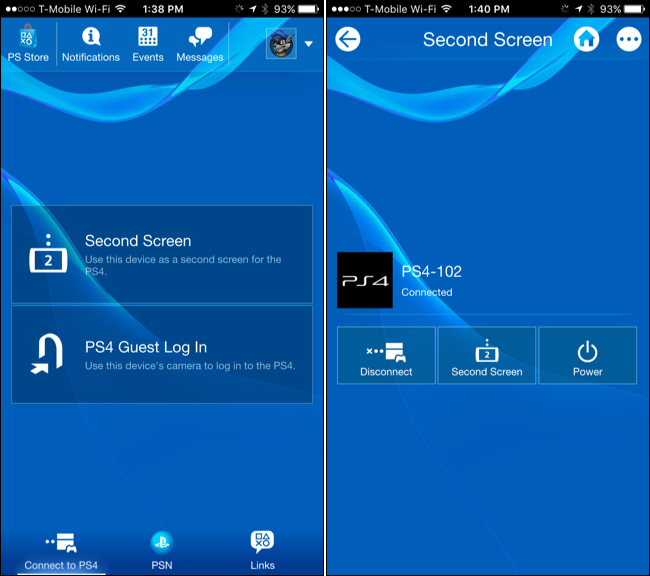 ●●○○○ T-Mobile Wi-Fi 1:38 PM 93%
PS Store Notifications Events Messages
31
Second Screen
Use this device as a second screen for the
PS4.
2
PS4 Guest Log In
Use this device's camera to log in to the PS4.
Connect to PS4 PSN Links
●●●○○ T-Mobile Wi-Fi 1:40 PM 93%
Second Screen
PS4
PS4-102
Connected
2
Disconnect Second Screen Power